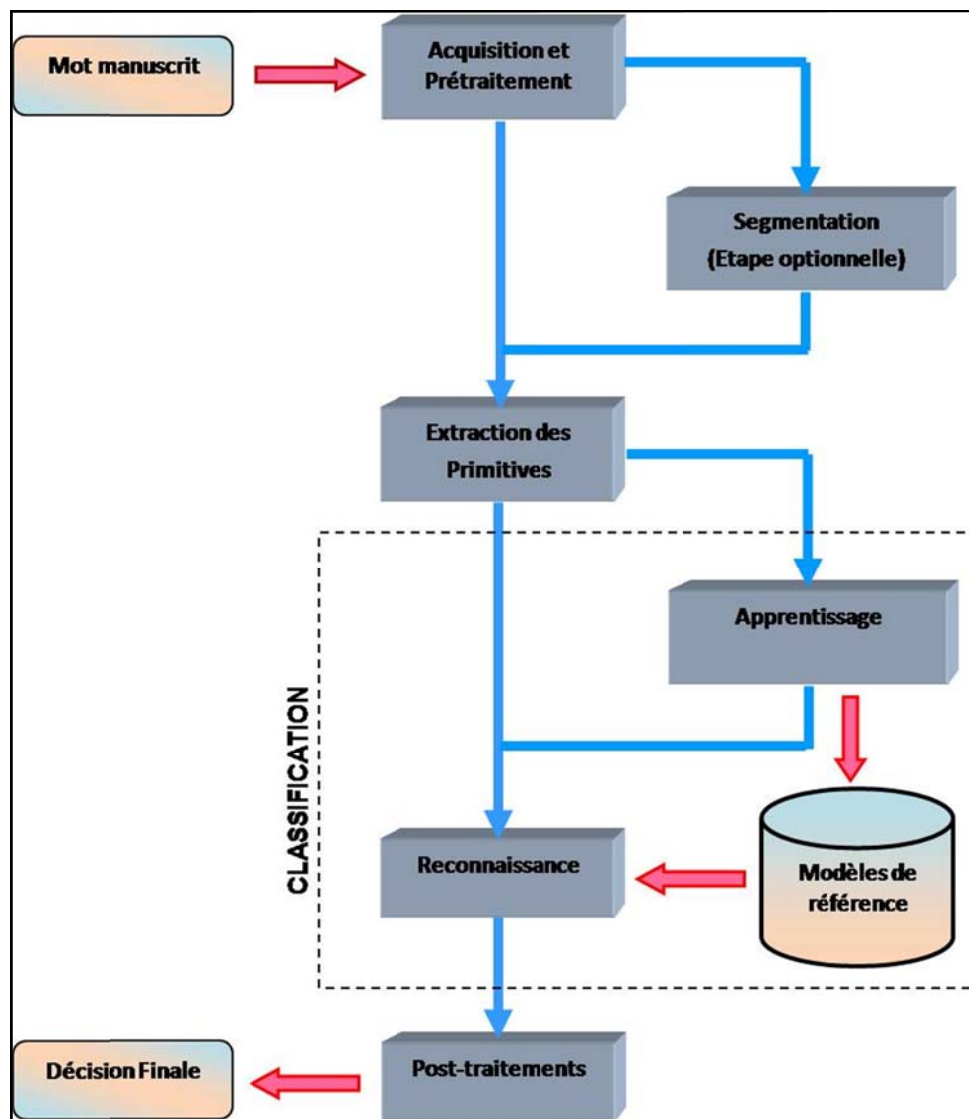 Mot manuscrit
Acquisition et
Prétraitement
Segmentation
(Etape optionnelle)
Extraction des
Primitives
Apprentissage
CLASSIFICATION
Reconnaissance
Modèles de
référence
Post-traitements
Décision Finale